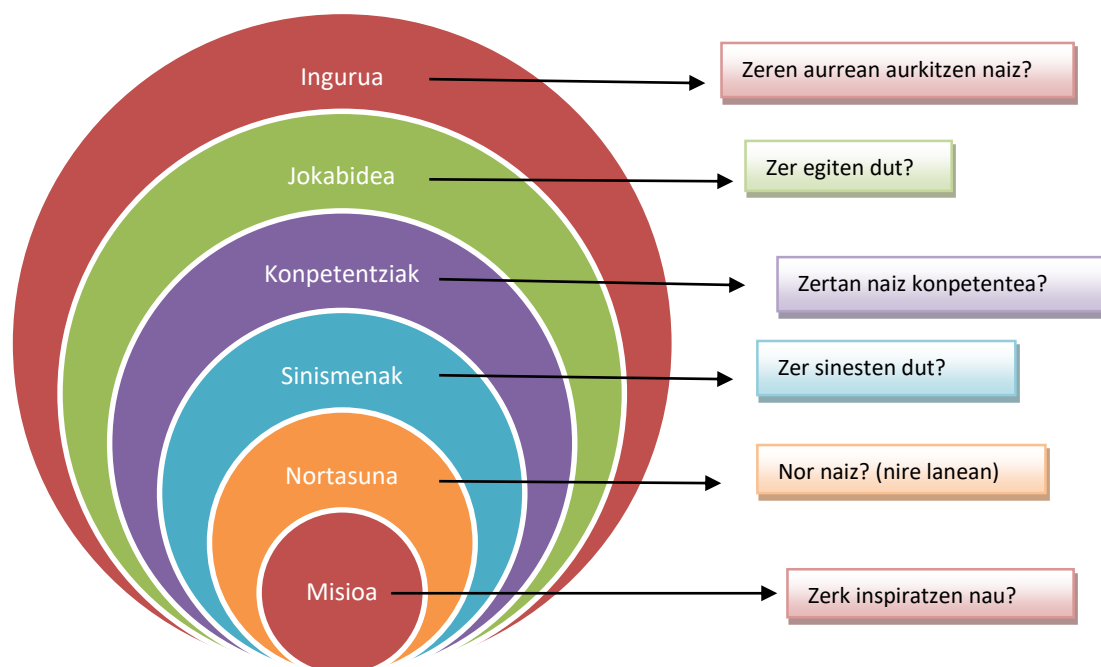 Ingurua
Zeren aurrean aurkitzen naiz?
Jokabidea
Zer egiten dut?
Konpetentziak
Zertan naiz konpetentea?
Sinismenak
Zer sinesten dut?
Nortasuna
Nor naiz? (nire lanean)
Misioa
Zerk inspiratzen nau?